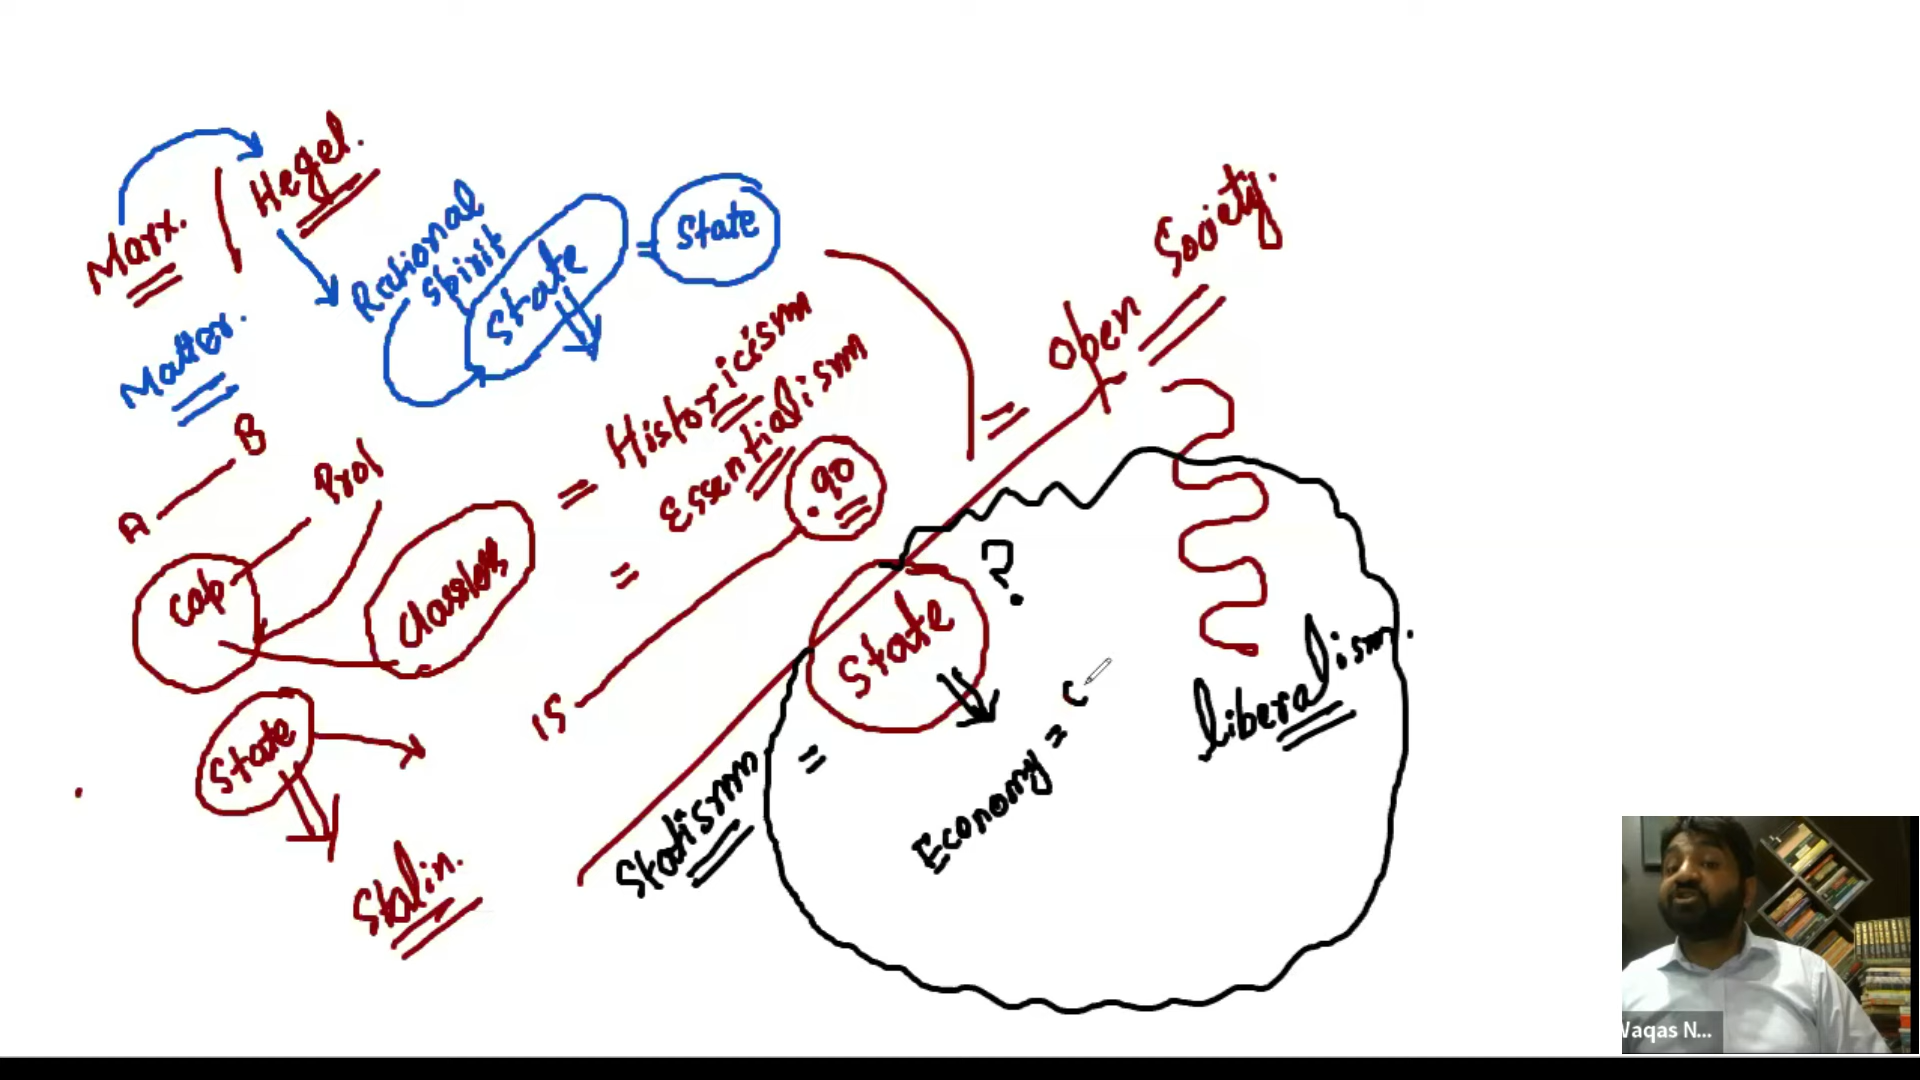 Marx.
Hegel.
Rational
Spirit
State
=
State
Matter.
A
B
Prol
Cap
Classless
= Historicism
Essentialism
=
90
IS
State
Stalin.
=
Open
Society.
State
?
Statism
=
Economy = c
liberalism.
Waqas N...